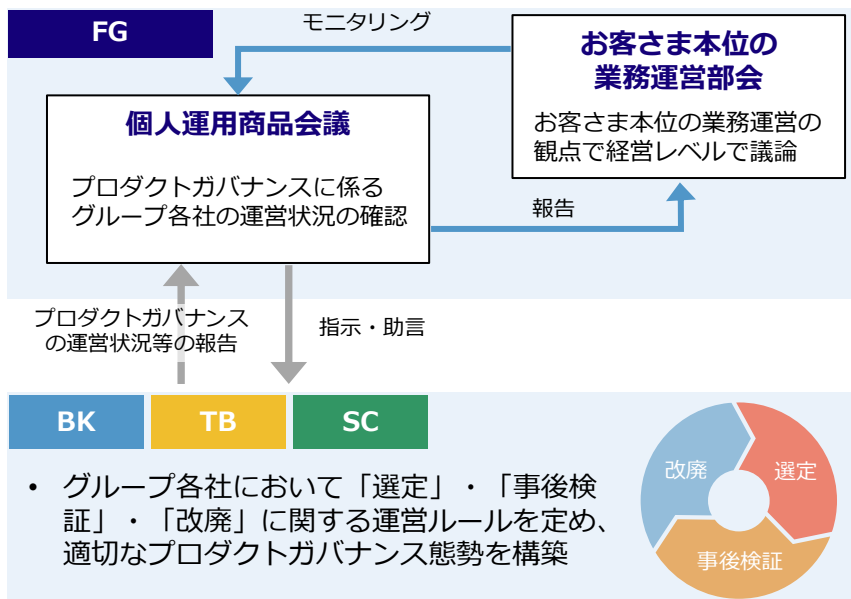 FG
モニタリング
お客さま本位の
業務運営部会
お客さま本位の業務運営の
観点で経営レベルで議論
個人運用商品会議
プロダクトガバナンスに係る
グループ各社の運営状況の確認
報告
プロダクトガバナンス
の運営状況等の報告
指示・助言
BK
TB
SC
• グループ各社において「選定」・「事後検
証」・「改廃」に関する運営ルールを定め、
適切なプロダクトガバナンス態勢を構築
改廃
選定
事後検証